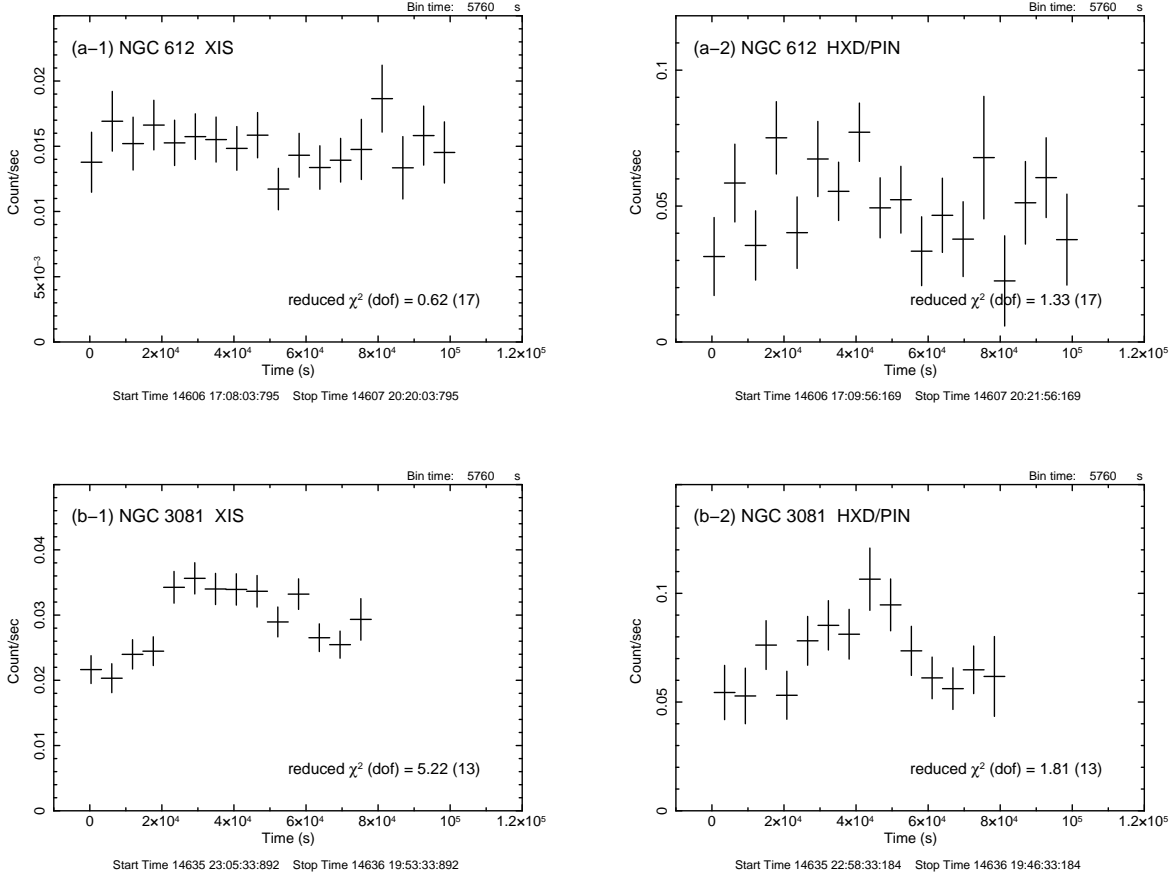 Bin time: 5760 s
(a−1) NGC 612 XIS
Count/sec
0 5×10⁻³ 0.01 0.015 0.02
reduced χ² (dof) = 0.62 (17)
0 2×10⁴ 4×10⁴ 6×10⁴ 8×10⁴ 10⁵ 1.2×10⁵
Time (s)
Start Time 14606 17:08:03:795 Stop Time 14607 20:20:03:795
Bin time: 5760 s
(a−2) NGC 612 HXD/PIN
Count/sec
0 0.05 0.1
reduced χ² (dof) = 1.33 (17)
0 2×10⁴ 4×10⁴ 6×10⁴ 8×10⁴ 10⁵ 1.2×10⁵
Time (s)
Start Time 14606 17:09:56:169 Stop Time 14607 20:21:56:169
Bin time: 5760 s
(b−1) NGC 3081 XIS
Count/sec
0 0.01 0.02 0.03 0.04
reduced χ² (dof) = 5.22 (13)
0 2×10⁴ 4×10⁴ 6×10⁴ 8×10⁴ 10⁵ 1.2×10⁵
Time (s)
Start Time 14635 23:05:33:892 Stop Time 14636 19:53:33:892
Bin time: 5760 s
(b−2) NGC 3081 HXD/PIN
Count/sec
0 0.05 0.1
reduced χ² (dof) = 1.81 (13)
0 2×10⁴ 4×10⁴ 6×10⁴ 8×10⁴ 10⁵ 1.2×10⁵
Time (s)
Start Time 14635 22:58:33:184 Stop Time 14636 19:46:33:184